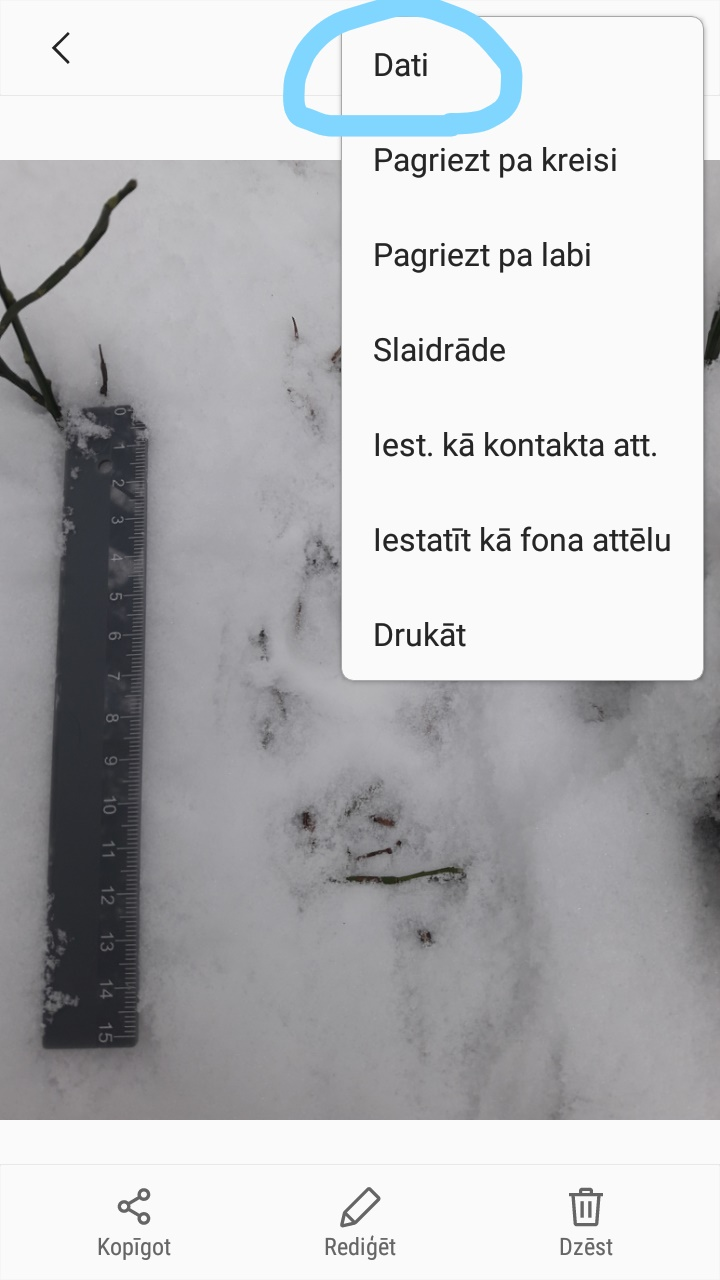 Dati
Pagriezt pa kreisi
Pagriezt pa labi
Slaidrāde
Iest. kā kontakta att.
Iestatīt kā fona attēlu
Drukāt
0
1
2
3
4
5
6
7
8
9
10
11
12
13
14
15
Kopīgot Rediģēt Dzēst